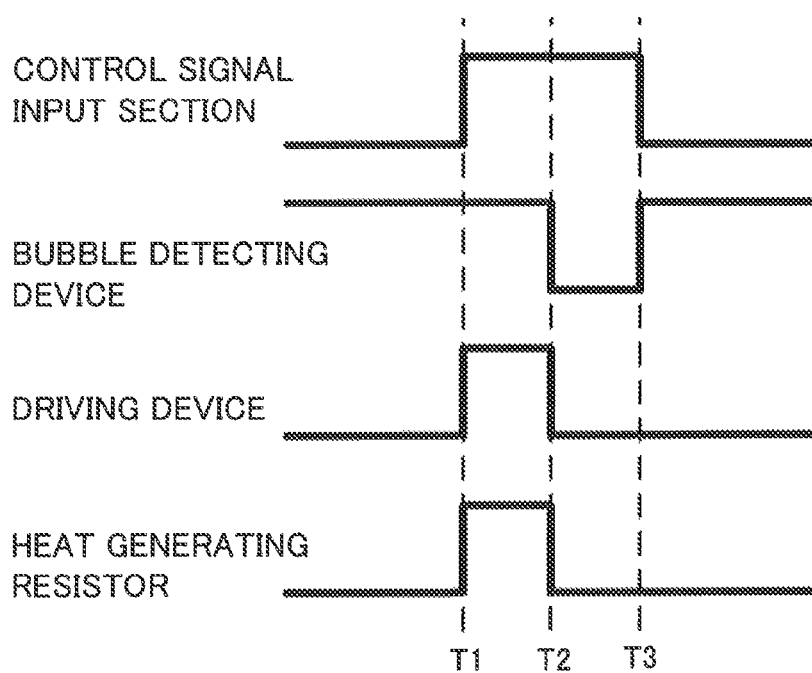 CONTROL SIGNAL
INPUT SECTION
BUBBLE DETECTING
DEVICE
DRIVING DEVICE
HEAT GENERATING
RESISTOR
T1 T2 T3